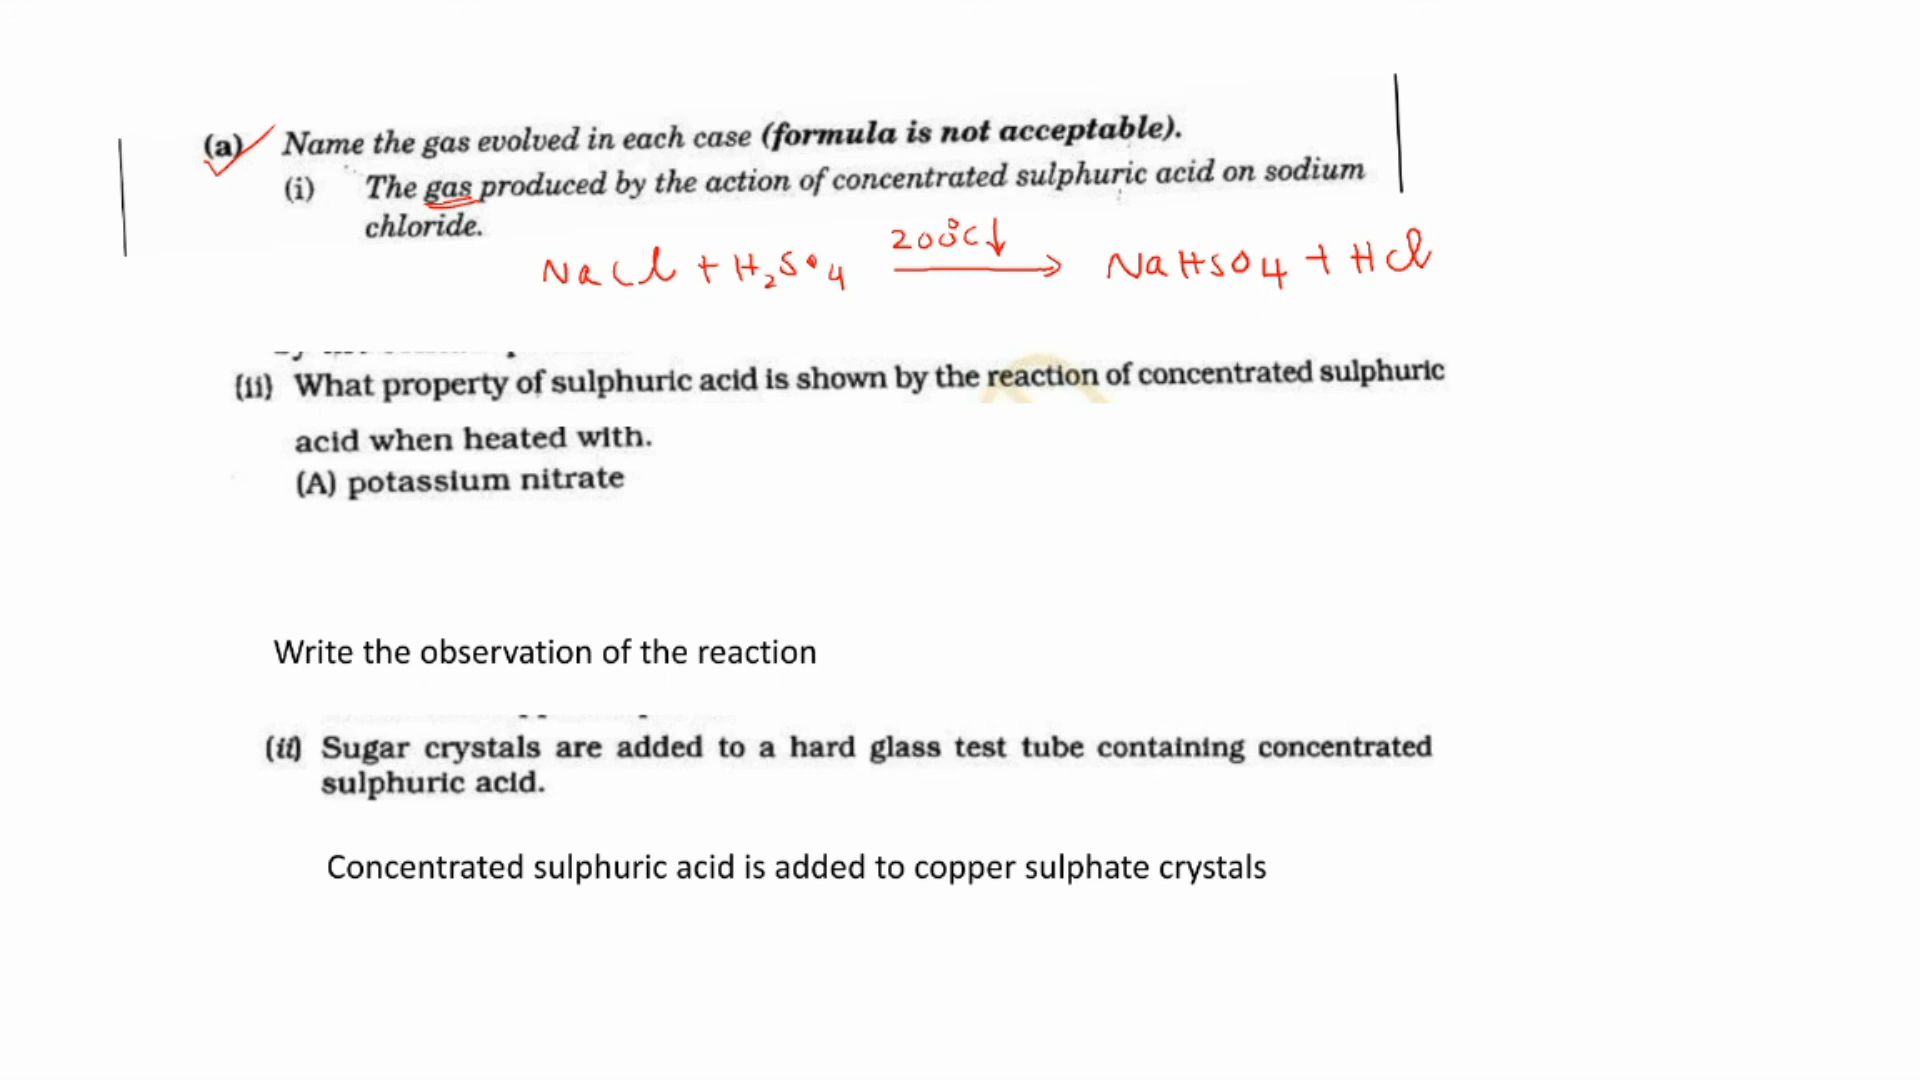 (a) Name the gas evolved in each case (formula is not acceptable).
(i) The gas produced by the action of concentrated sulphuric acid on sodium
chloride.
NaCl + H₂SO₄ 200°C↓ → NaHSO₄ + HCl
(ii) What property of sulphuric acid is shown by the reaction of concentrated sulphuric
acid when heated with.
(A) potassium nitrate
Write the observation of the reaction
(ii) Sugar crystals are added to a hard glass test tube containing concentrated
sulphuric acid.
Concentrated sulphuric acid is added to copper sulphate crystals